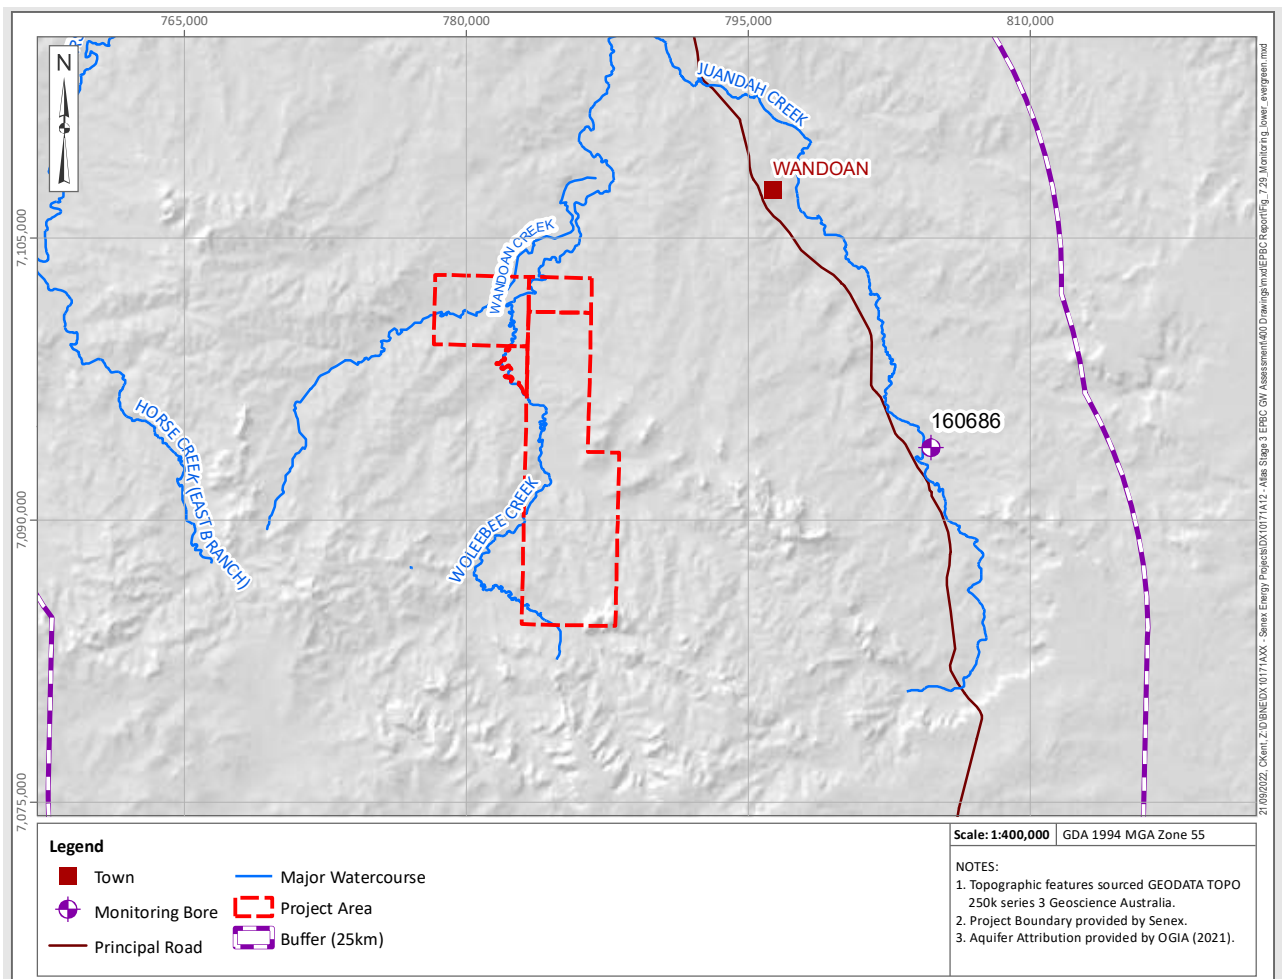 765,000
780,000
795,000
810,000
N
JUANDAH CREEK
WANDOAN
7,105,000
WANDOAN CREEK
160686
HORSE CREEK (EAST BRANCH)
7,090,000
WOLEEBEE CREEK
7,075,000
21/09/2022, CKent, Z:\D\BNE\DX10171AXX - Senex Energy Projects\DX10171A12 - Atlas Stage 3 EPBC GW Assessment\400 Drawings\mxd\EPBC Report\Fig_7.29_Monitoring_lower_evergreen.mxd
Legend
Town
Monitoring Bore
Principal Road
Major Watercourse
Project Area
Buffer (25km)
Scale: 1:400,000
GDA 1994 MGA Zone 55
NOTES:
1. Topographic features sourced GEODATA TOPO
250k series 3 Geoscience Australia.
2. Project Boundary provided by Senex.
3. Aquifer Attribution provided by OGIA (2021).